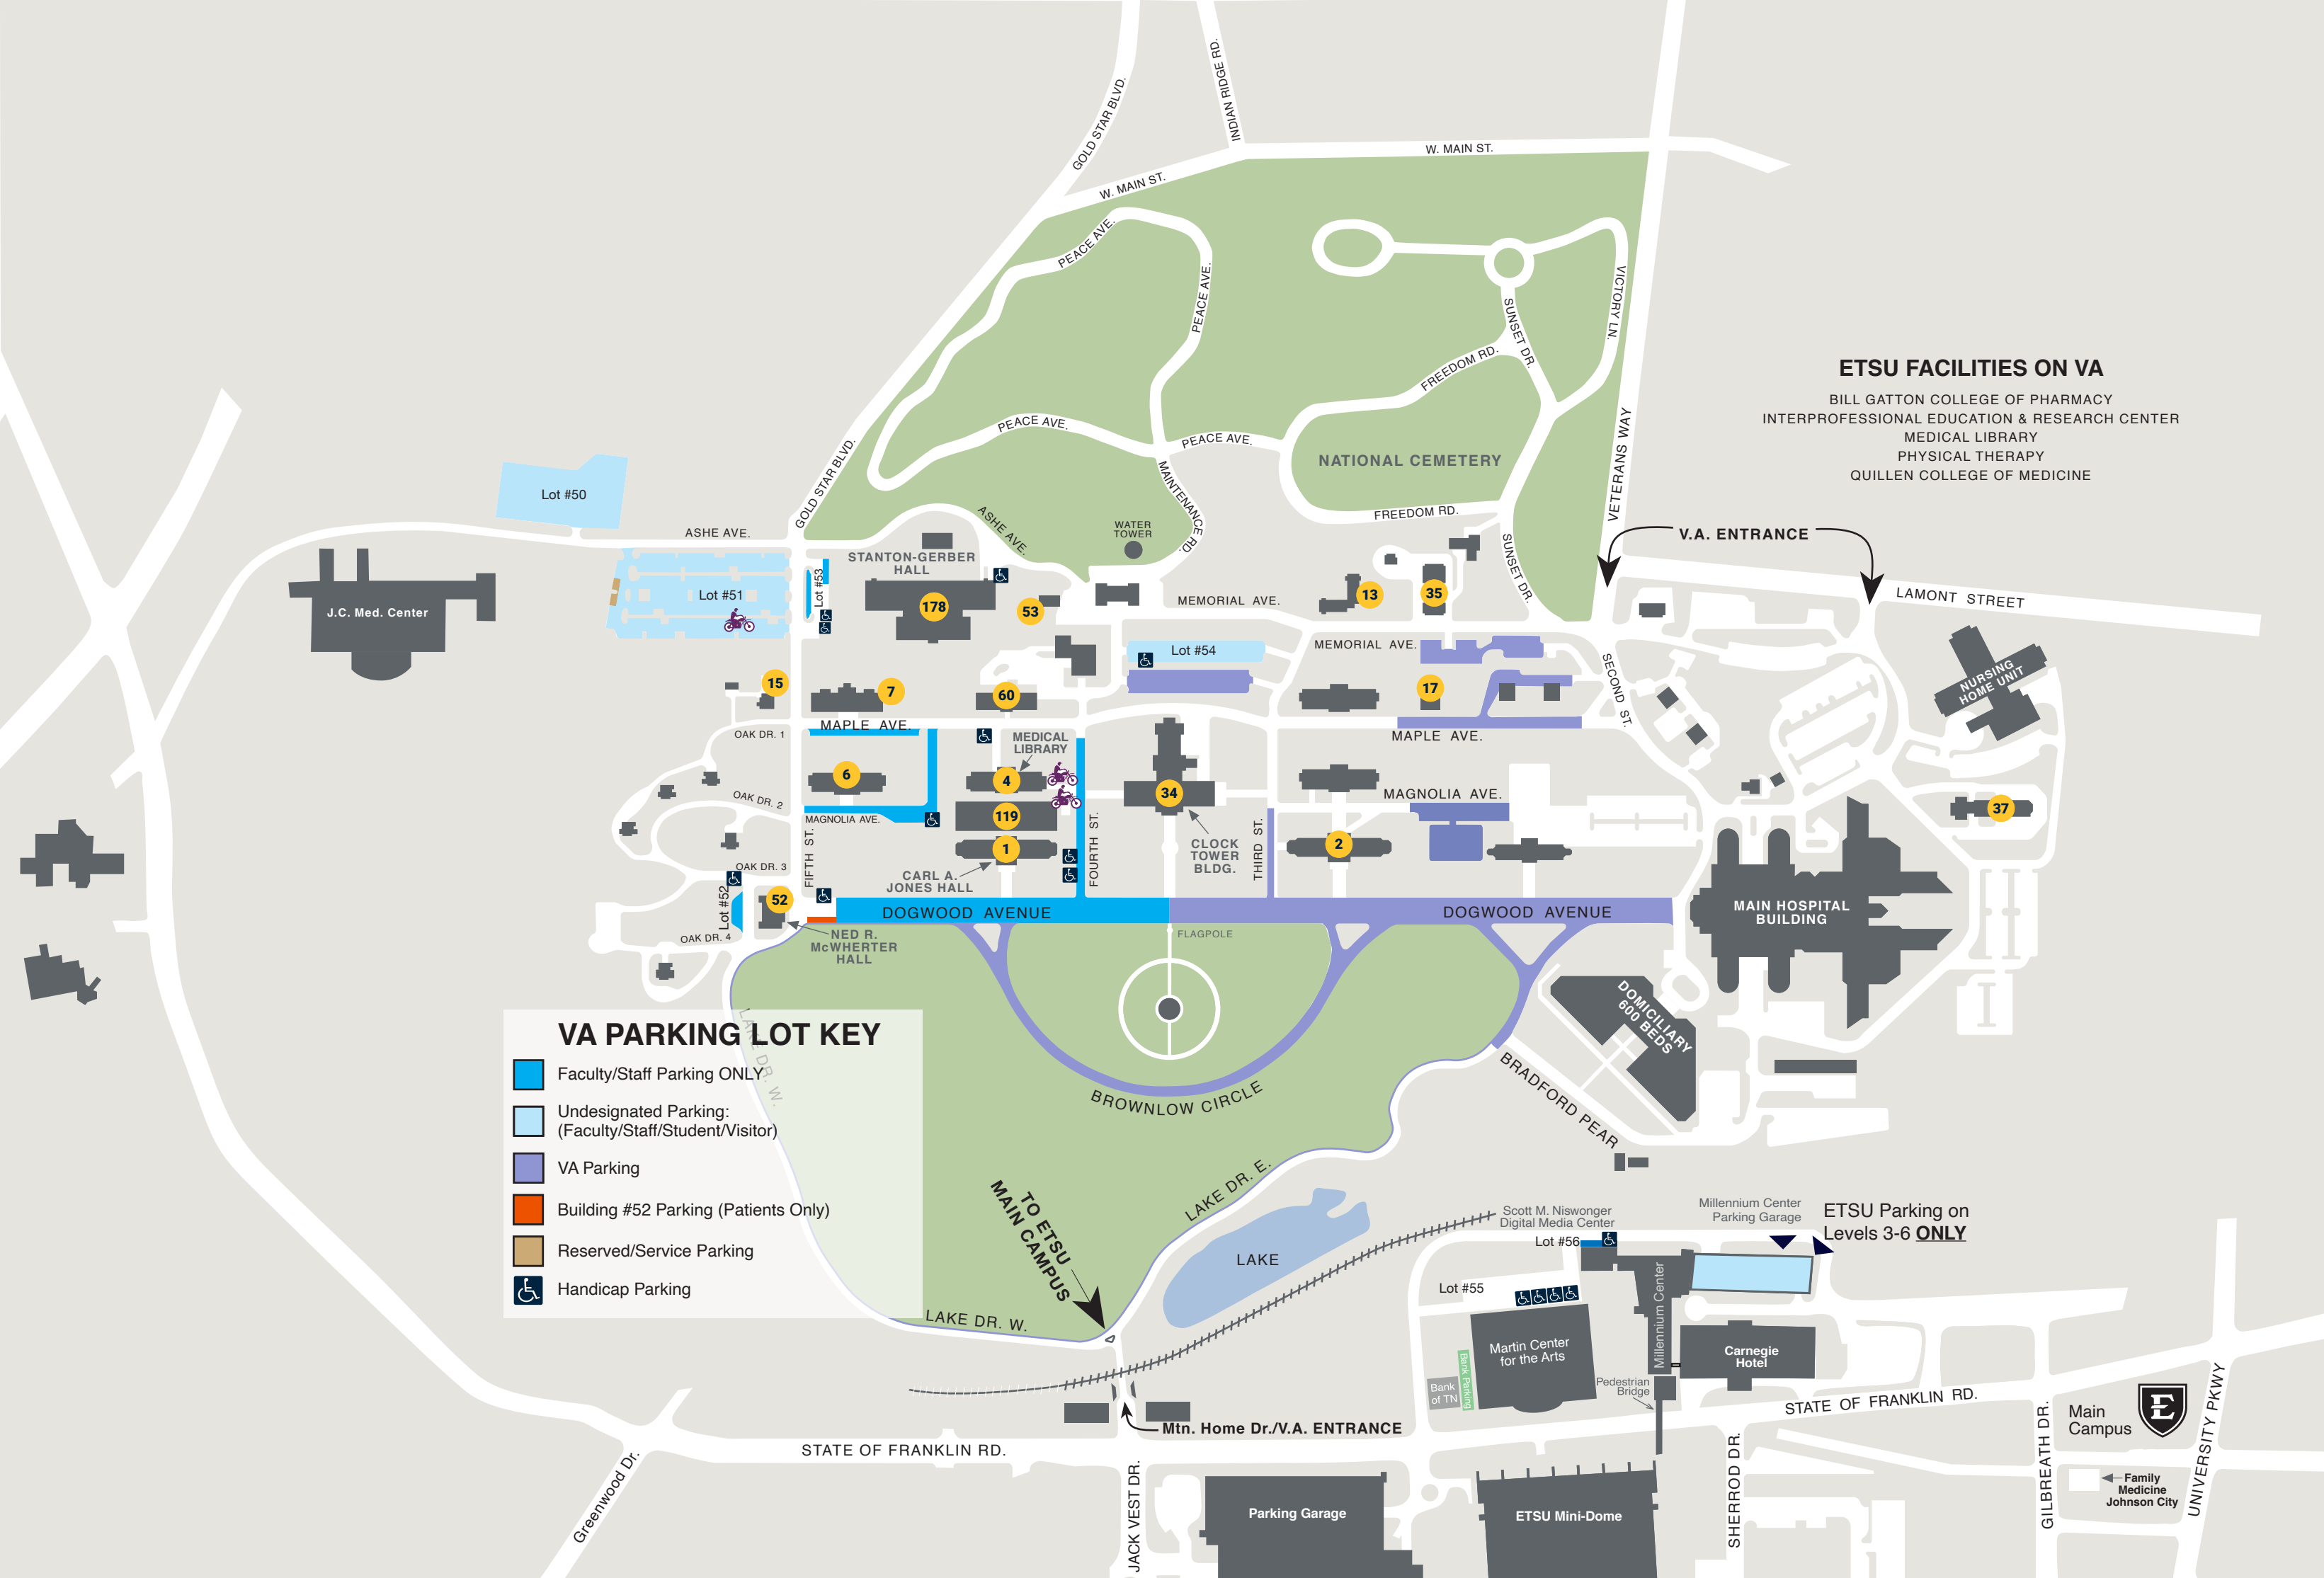 INDIAN RIDGE RD.
GOLD STAR BLVD.
W. MAIN ST.
W. MAIN ST.
PEACE AVE.
PEACE AVE.
VICTORY LN.
SUNSET DR.
FREEDOM RD.
PEACE AVE.
PEACE AVE.
NATIONAL CEMETERY
VETERANS WAY
GOLD STAR BLVD.
MAINTENANCE RD.
FREEDOM RD.
SUNSET DR.
ETSU FACILITIES ON VA
BILL GATTON COLLEGE OF PHARMACY
INTERPROFESSIONAL EDUCATION & RESEARCH CENTER
MEDICAL LIBRARY
PHYSICAL THERAPY
QUILLEN COLLEGE OF MEDICINE
V.A. ENTRANCE
LAMONT STREET
Lot #50
ASHE AVE.
ASHE AVE.
WATER
TOWER
STANTON-GERBER
HALL
J.C. Med. Center
Lot #51
Lot #53
178
53
MEMORIAL AVE.
13
35
Lot #54
MEMORIAL AVE.
SECOND ST.
NURSING
HOME UNIT
15
7
60
17
MAPLE AVE.
MAPLE AVE.
OAK DR. 1
MEDICAL
LIBRARY
6
4
34
OAK DR. 2
MAGNOLIA AVE.
MAGNOLIA AVE.
119
37
FIFTH ST.
1
FOURTH ST.
CLOCK
TOWER
BLDG.
THIRD ST.
2
OAK DR. 3
CARL A.
JONES HALL
Lot #52
52
DOGWOOD AVENUE
DOGWOOD AVENUE
MAIN HOSPITAL
BUILDING
OAK DR. 4
NED R.
McWHERTER
HALL
FLAGPOLE
DOMICILIARY
600 BEDS
LAKE DR. W.
BROWNLOW CIRCLE
BRADFORD PEAR
VA PARKING LOT KEY
Faculty/Staff Parking ONLY
Undesignated Parking:
(Faculty/Staff/Student/Visitor)
VA Parking
Building #52 Parking (Patients Only)
Reserved/Service Parking
Handicap Parking
TO ETSU
MAIN CAMPUS
LAKE DR. E.
LAKE
LAKE DR. W.
Scott M. Niswonger
Digital Media Center
Lot #56
Millennium Center
Parking Garage
ETSU Parking on
Levels 3-6 ONLY
Lot #55
Millennium Center
Martin Center
for the Arts
Carnegie
Hotel
Bank
of TN
Bank Parking
Pedestrian
Bridge
Mtn. Home Dr./V.A. ENTRANCE
STATE OF FRANKLIN RD.
STATE OF FRANKLIN RD.
Greenwood Dr.
JACK VEST DR.
Parking Garage
ETSU Mini-Dome
SHERROD DR.
GILBREATH DR.
Main
Campus
E
UNIVERSITY PKWY
Family
Medicine
Johnson City